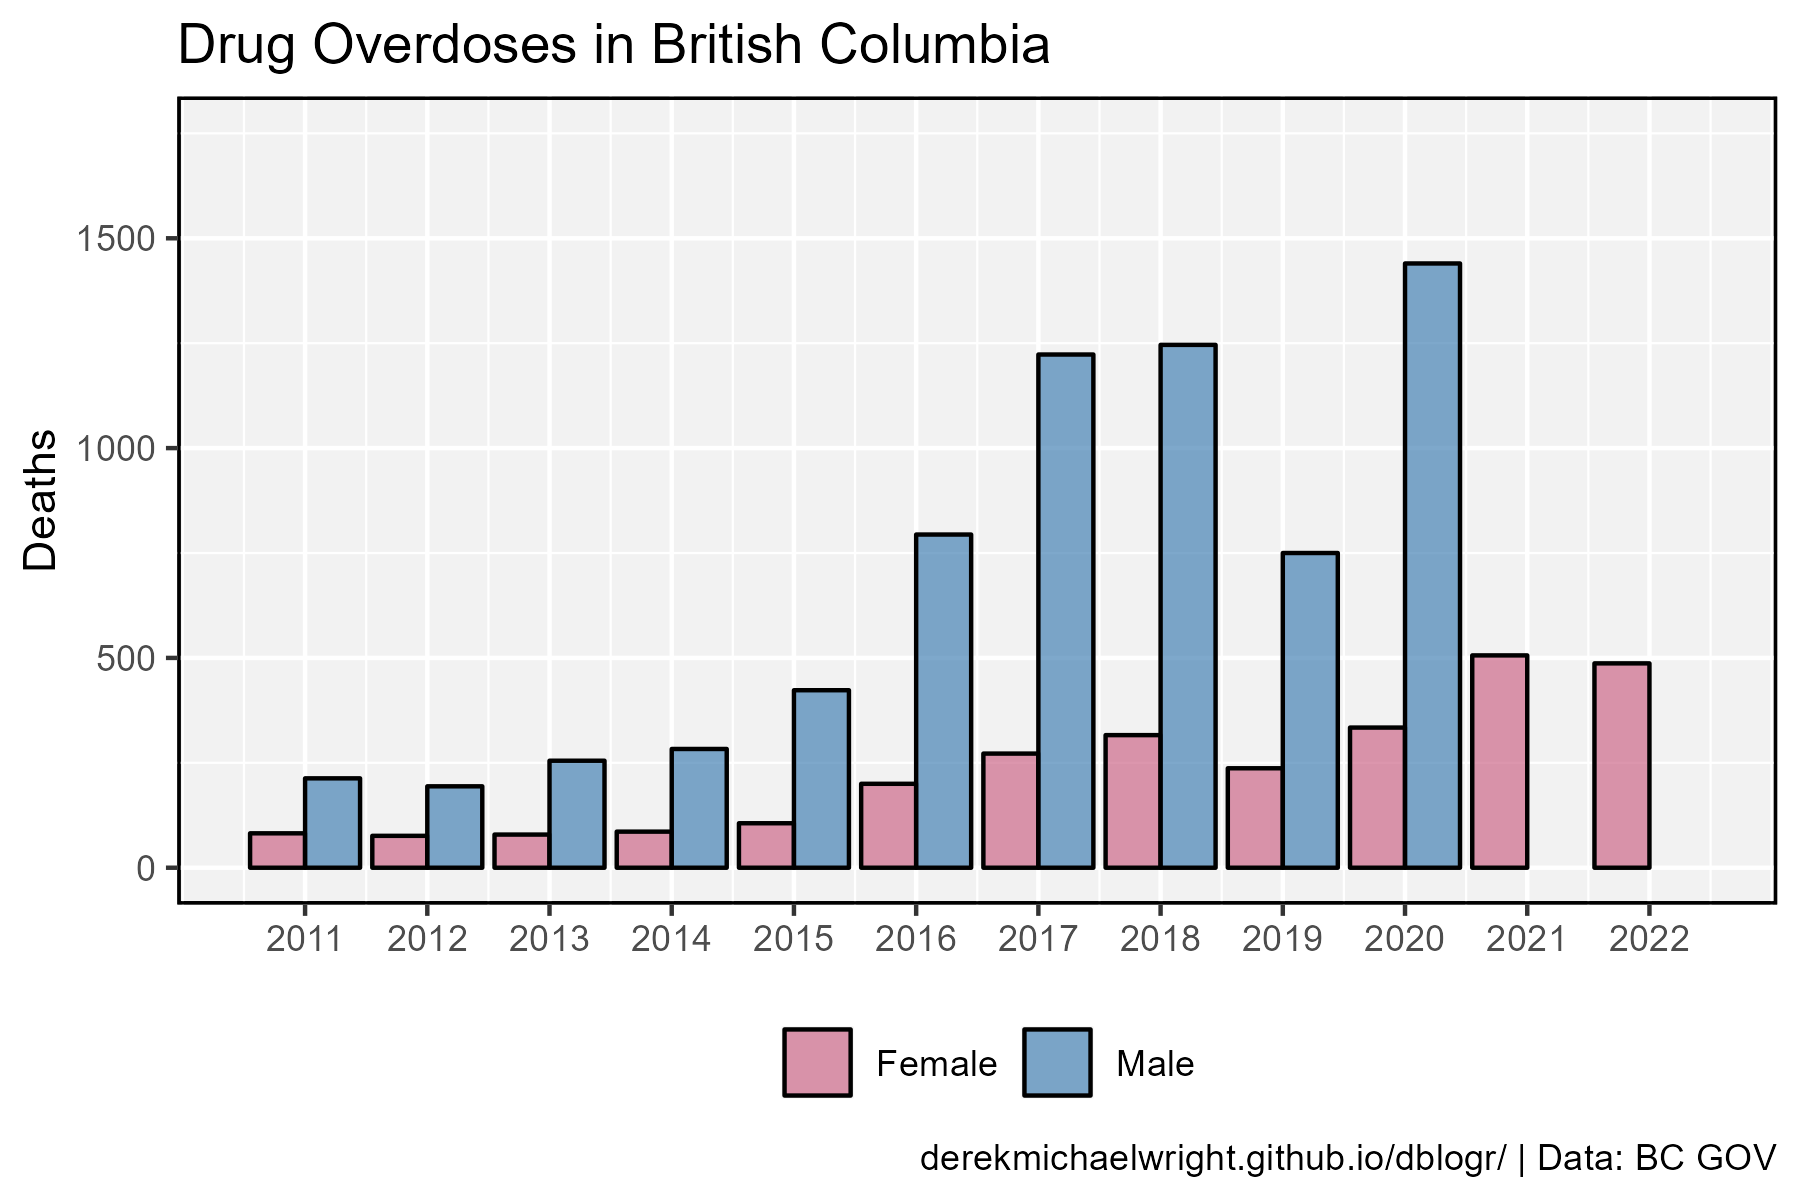 Drug Overdoses in British Columbia
Deaths
1500
1000
500
0
2011 2012 2013 2014 2015 2016 2017 2018 2019 2020 2021 2022
Female Male
derekmichaelwright.github.io/dblogr/ | Data: BC GOV